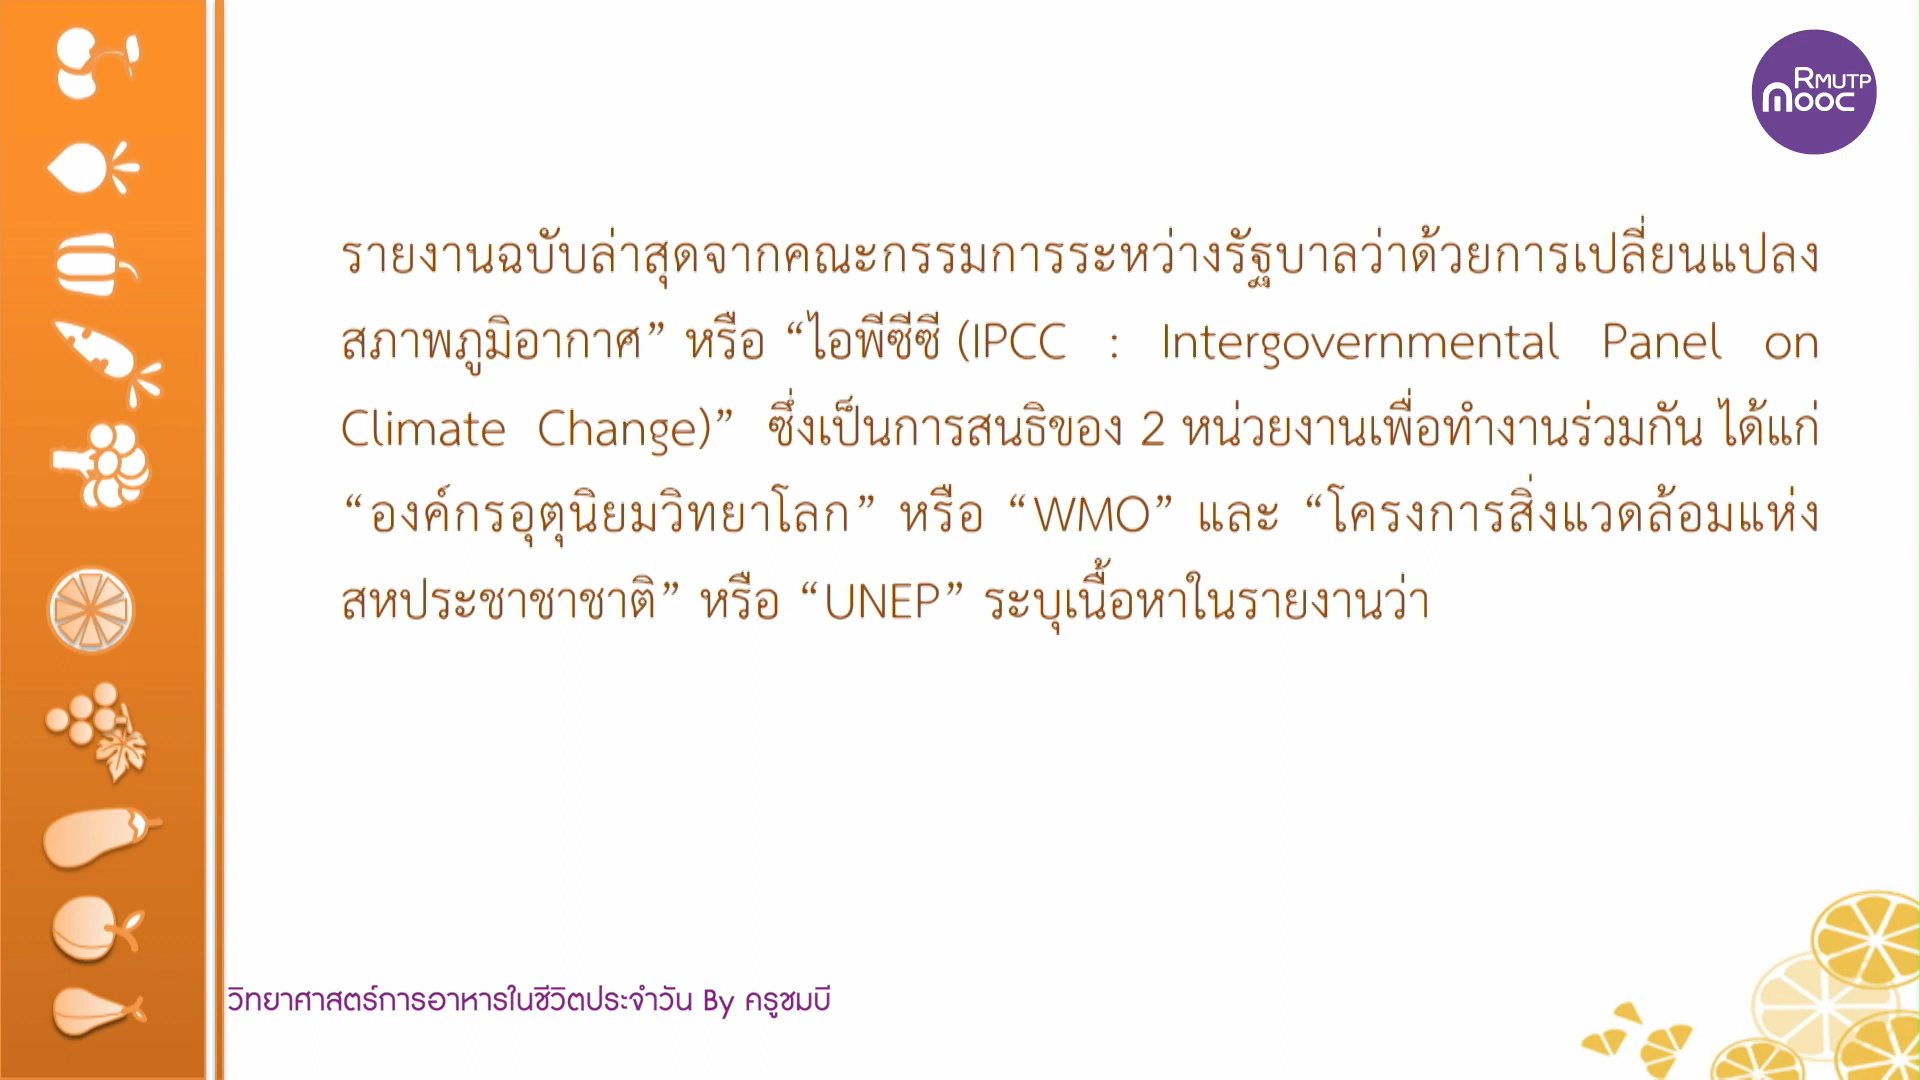 RMUTP
MOOC
รายงานฉบับล่าสุดจากคณะกรรมการระหว่างรัฐบาลว่าด้วยการเปลี่ยนแปลง
สภาพภูมิอากาศ” หรือ “ไอพีซีซี (IPCC : Intergovernmental Panel on
Climate Change)” ซึ่งเป็นการสนธิของ 2 หน่วยงานเพื่อทำงานร่วมกัน ได้แก่
“องค์กรอุตุนิยมวิทยาโลก” หรือ “WMO” และ “โครงการสิ่งแวดล้อมแห่ง
สหประชาชาชาติ” หรือ “UNEP” ระบุเนื้อหาในรายงานว่า
วิทยาศาสตร์การอาหารในชีวิตประจำวัน By ครูชมบี